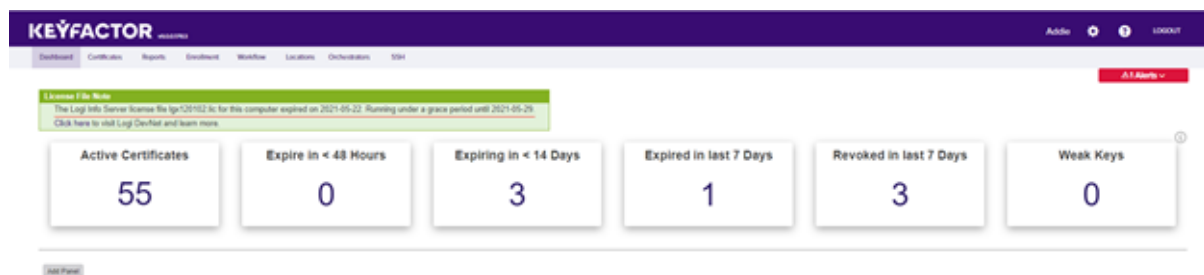 KEYFACTOR
Addie LOGOUT
Dashboard Certificates Reports Enrollment Workflow Locations Orchestrators SSH
1 Alerts
License File Note
The Logi Info Server license file lgx120102.lic for this computer expired on 2021-05-22. Running under a grace period until 2021-05-29.
Click here to visit Logi DevNet and learn more.
Active Certificates Expire in < 48 Hours Expiring in < 14 Days Expired in last 7 Days Revoked in last 7 Days Weak Keys
55 0 3 1 3 0
Add Panel